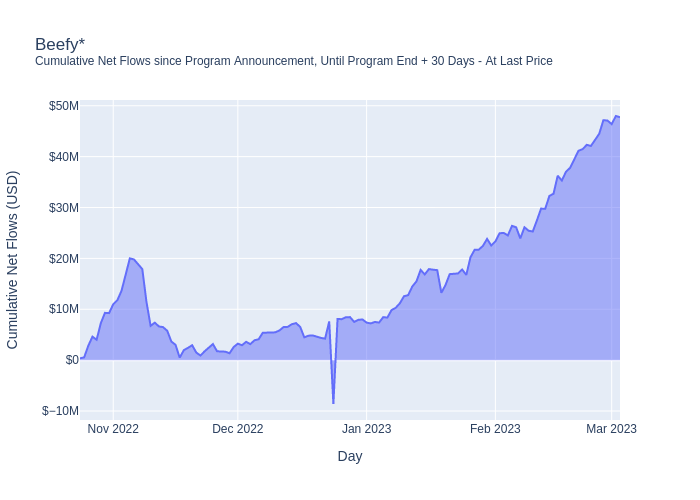 Beefy*
Cumulative Net Flows since Program Announcement, Until Program End + 30 Days - At Last Price
Cumulative Net Flows (USD)
$50M
$40M
$30M
$20M
$10M
$0
$−10M
Nov 2022
Dec 2022
Jan 2023
Feb 2023
Mar 2023
Day